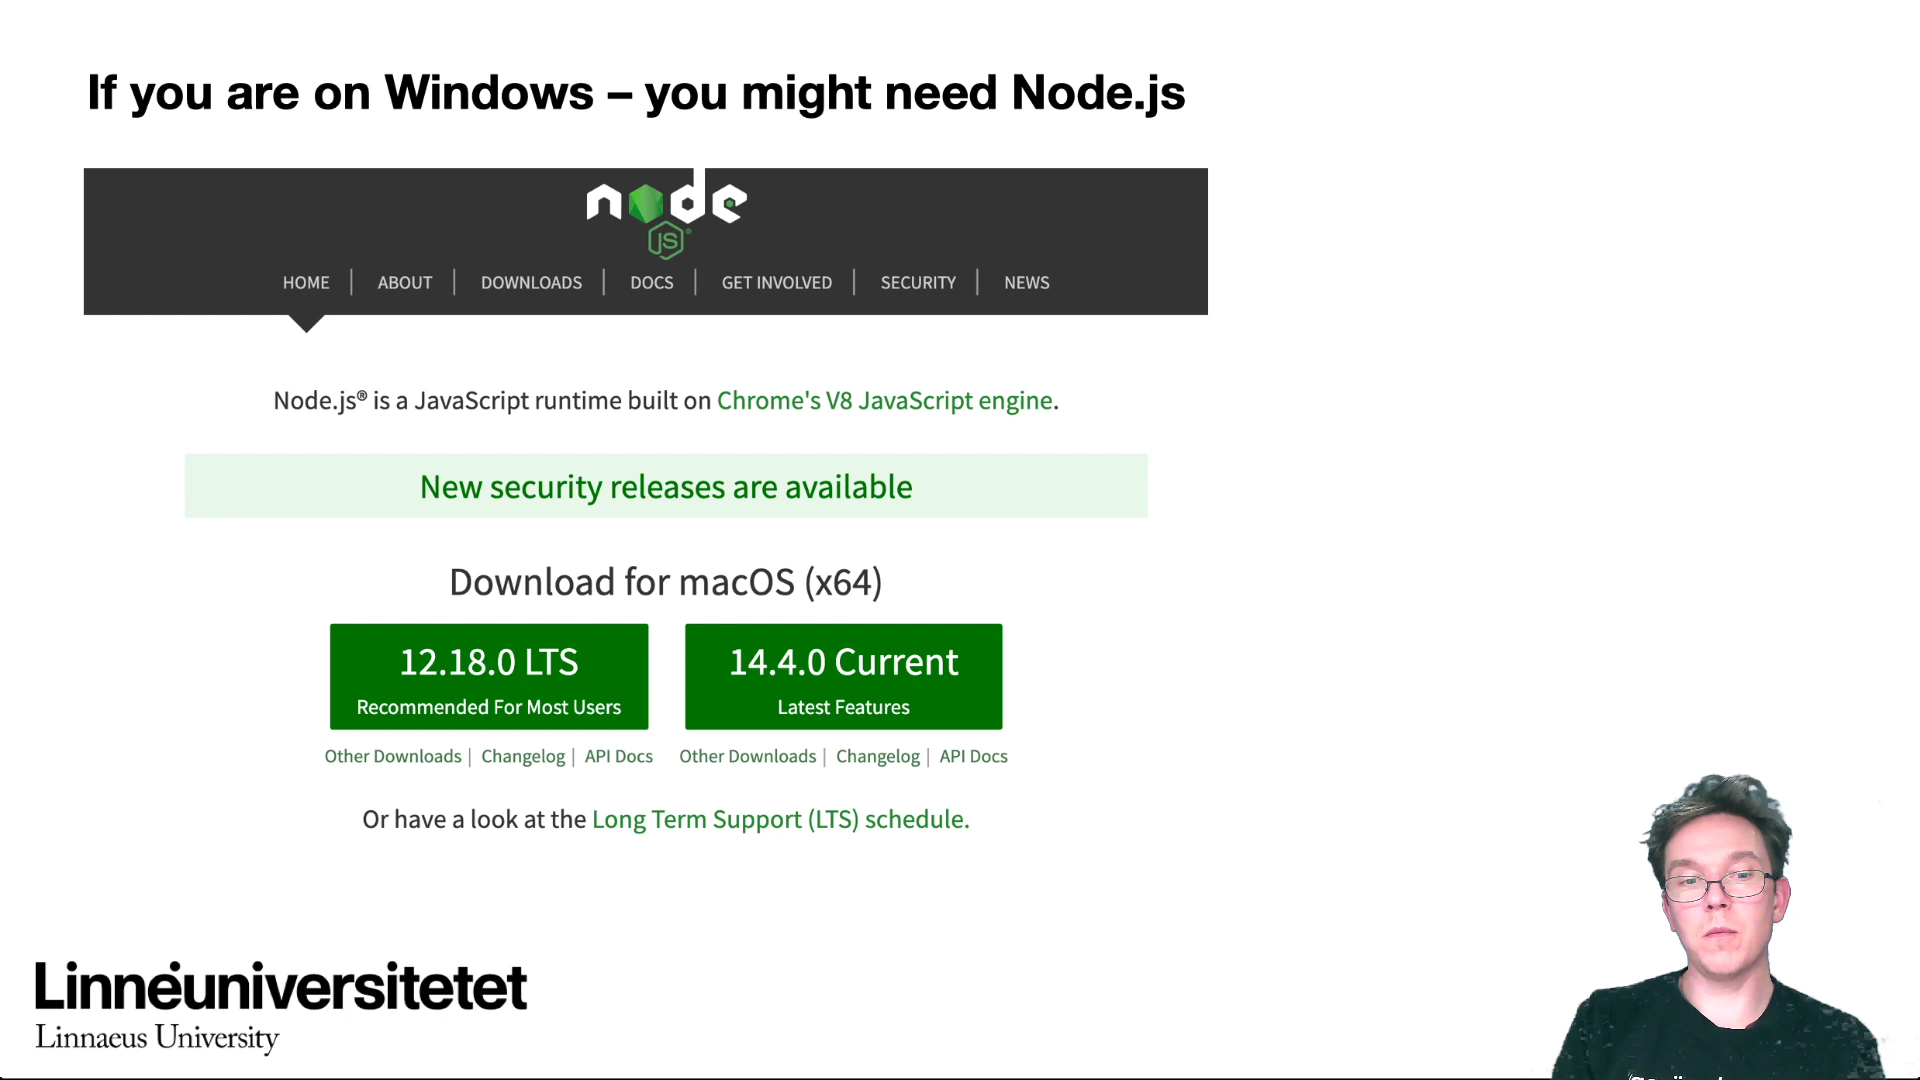 If you are on Windows – you might need Node.js
node
JS
HOME | ABOUT | DOWNLOADS | DOCS | GET INVOLVED | SECURITY | NEWS
Node.js® is a JavaScript runtime built on Chrome's V8 JavaScript engine.
New security releases are available
Download for macOS (x64)
12.18.0 LTS
Recommended For Most Users
14.4.0 Current
Latest Features
Other Downloads | Changelog | API Docs
Other Downloads | Changelog | API Docs
Or have a look at the Long Term Support (LTS) schedule.
Linnéuniversitetet
Linnaeus University